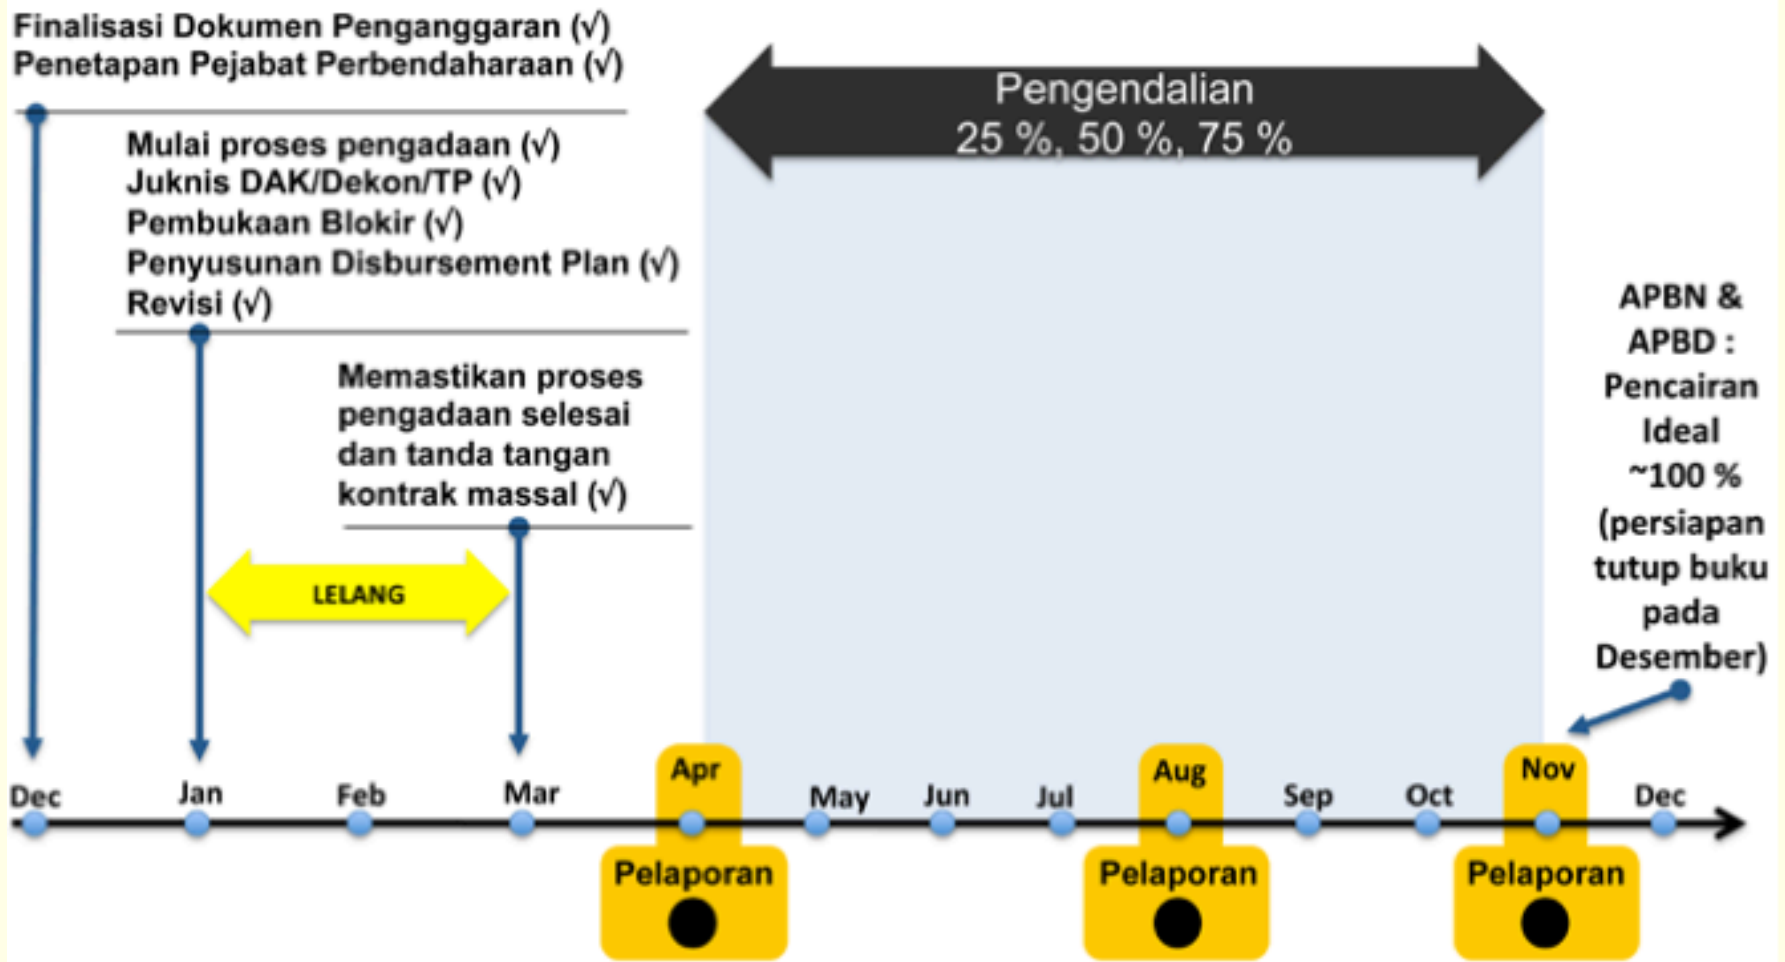 Finalisasi Dokumen Penganggaran (√)
Penetapan Pejabat Perbendaharaan (√)
Mulai proses pengadaan (√)
Juknis DAK/Dekon/TP (√)
Pembukaan Blokir (√)
Penyusunan Disbursement Plan (√)
Revisi (√)
Memastikan proses
pengadaan selesai
dan tanda tangan
kontrak massal (√)
LELANG
Pengendalian
25 %, 50 %, 75 %
APBN &
APBD :
Pencairan
Ideal
~100 %
(persiapan
tutup buku
pada
Desember)
Dec Jan Feb Mar Apr May Jun Jul Aug Sep Oct Nov Dec
Pelaporan Pelaporan Pelaporan